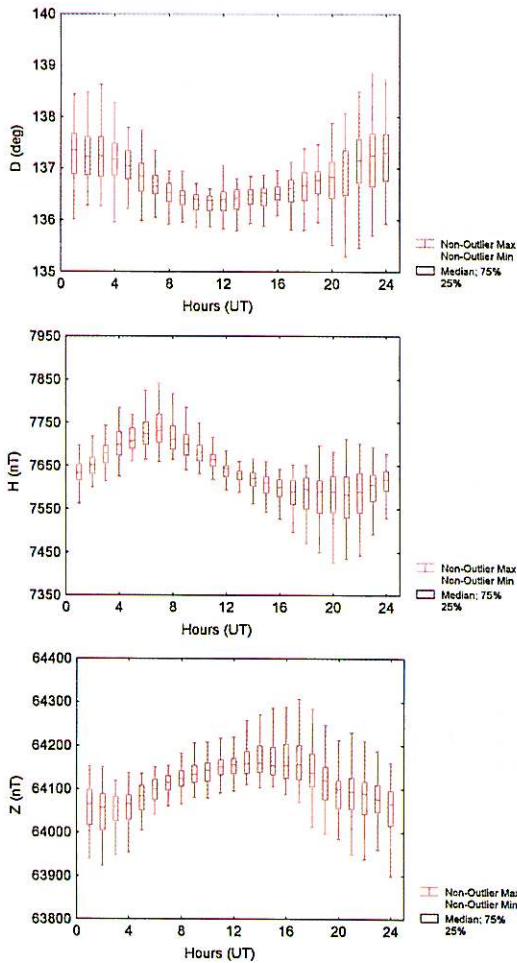 140
139
138
137
136
135
D (deg)
0 4 8 12 16 20 24
Hours (UT)
Non-Outlier Max
Non-Outlier Min
Median; 75%
25%
7950
7850
7750
7650
7550
7450
7350
H (nT)
0 4 8 12 16 20 24
Hours (UT)
Non-Outlier Max
Non-Outlier Min
Median; 75%
25%
64400
64300
64200
64100
64000
63900
63800
Z (nT)
0 4 8 12 16 20 24
Hours (UT)
Non-Outlier Max
Non-Outlier Min
Median; 75%
25%